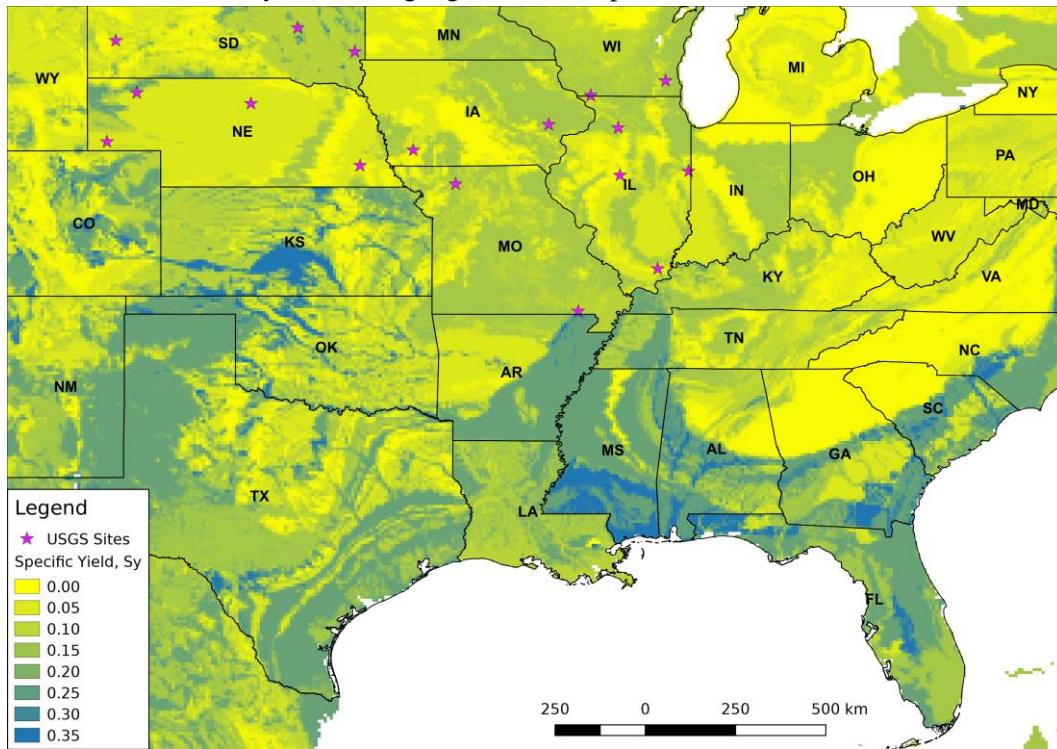 MN
WI
SD
WY
MI
NY
IA
NE
PA
OH
IL
IN
MD
CO
WV
KS
MO
KY
VA
OK
TN
NC
AR
NM
SC
MS
AL
GA
TX
LA
FL
Legend
USGS Sites
Specific Yield, Sy
0.00
0.05
0.10
0.15
0.20
0.25
0.30
0.35
250 0 250 500 km